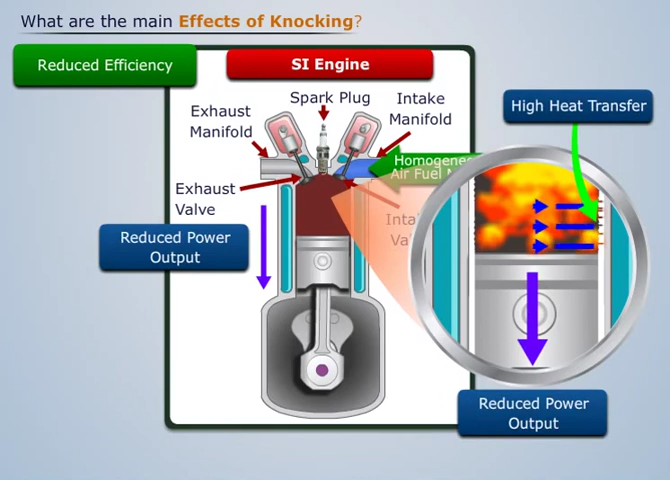 What are the main Effects of Knocking?
Reduced Efficiency
SI Engine
Spark Plug
Exhaust
Manifold
Intake
Manifold
High Heat Transfer
Air Fuel
Exhaust
Valve
Reduced Power
Output
Reduced Power
Output